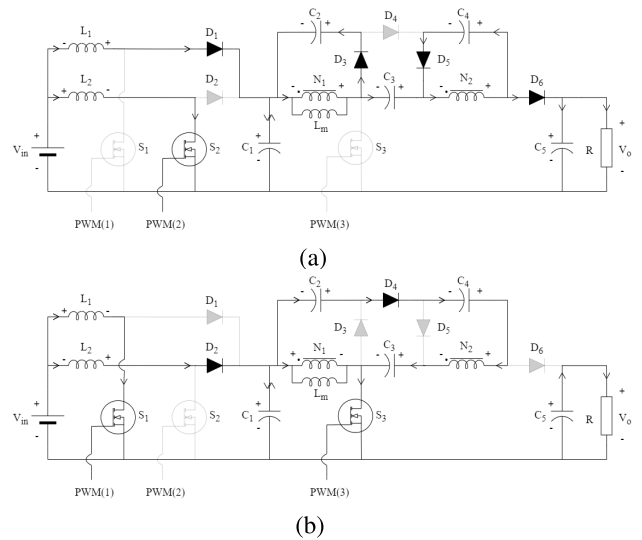 C₂ D₄ C₄
L₁ D₁
- + + -
- + D₃ D₅ - +
L₂ D₂ N₁ C₃ N₂ D₆
+ - - + - + - +
Lₘ
+ + +
Vᵢₙ S₁ S₂ C₁ S₃ C₅ R Vₒ
- - - -
PWM(1) PWM(2) PWM(3)
(a)
C₂ D₄ C₄
L₁ D₁
+ - - + - +
L₂ D₂ D₃ N₁ C₃ D₅ N₂ D₆
- + + - - + + -
Lₘ
+ + +
Vᵢₙ S₁ S₂ C₁ S₃ C₅ R Vₒ
- - - -
PWM(1) PWM(2) PWM(3)
(b)